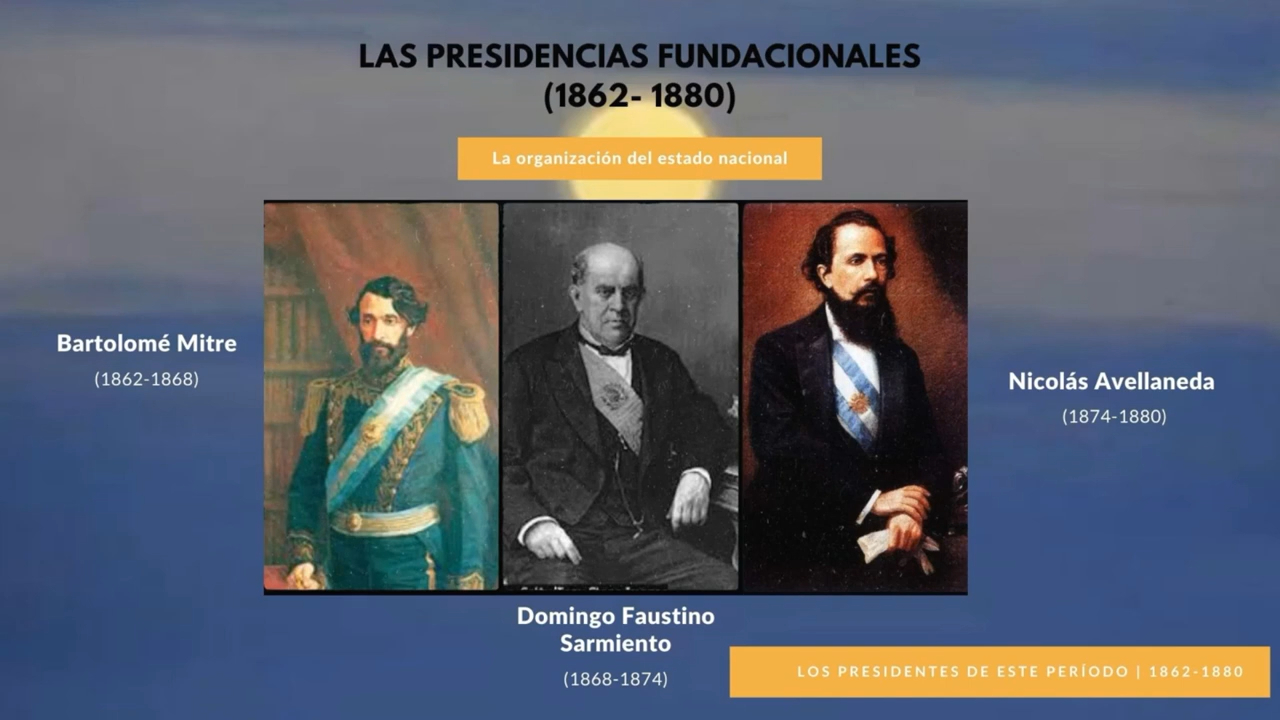 LAS PRESIDENCIAS FUNDACIONALES
(1862- 1880)
La organización del estado nacional
Bartolomé Mitre
(1862-1868)
Nicolás Avellaneda
(1874-1880)
Domingo Faustino
Sarmiento
(1868-1874)
LOS PRESIDENTES DE ESTE PERÍODO | 1862-1880